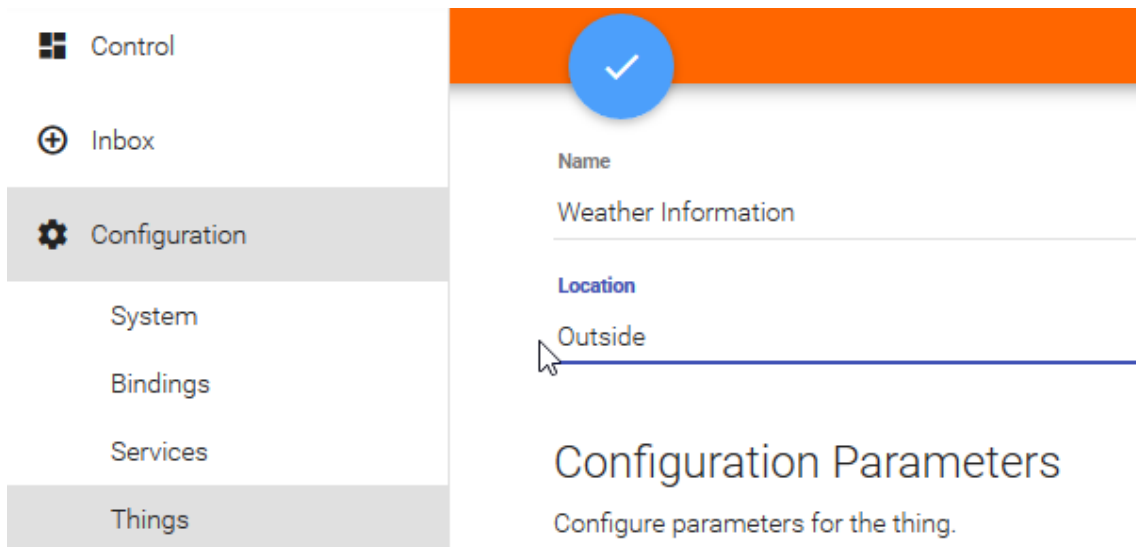 Control
Inbox
Configuration
System
Bindings
Services
Things
Name
Weather Information
Location
Outside
Configuration Parameters
Configure parameters for the thing.